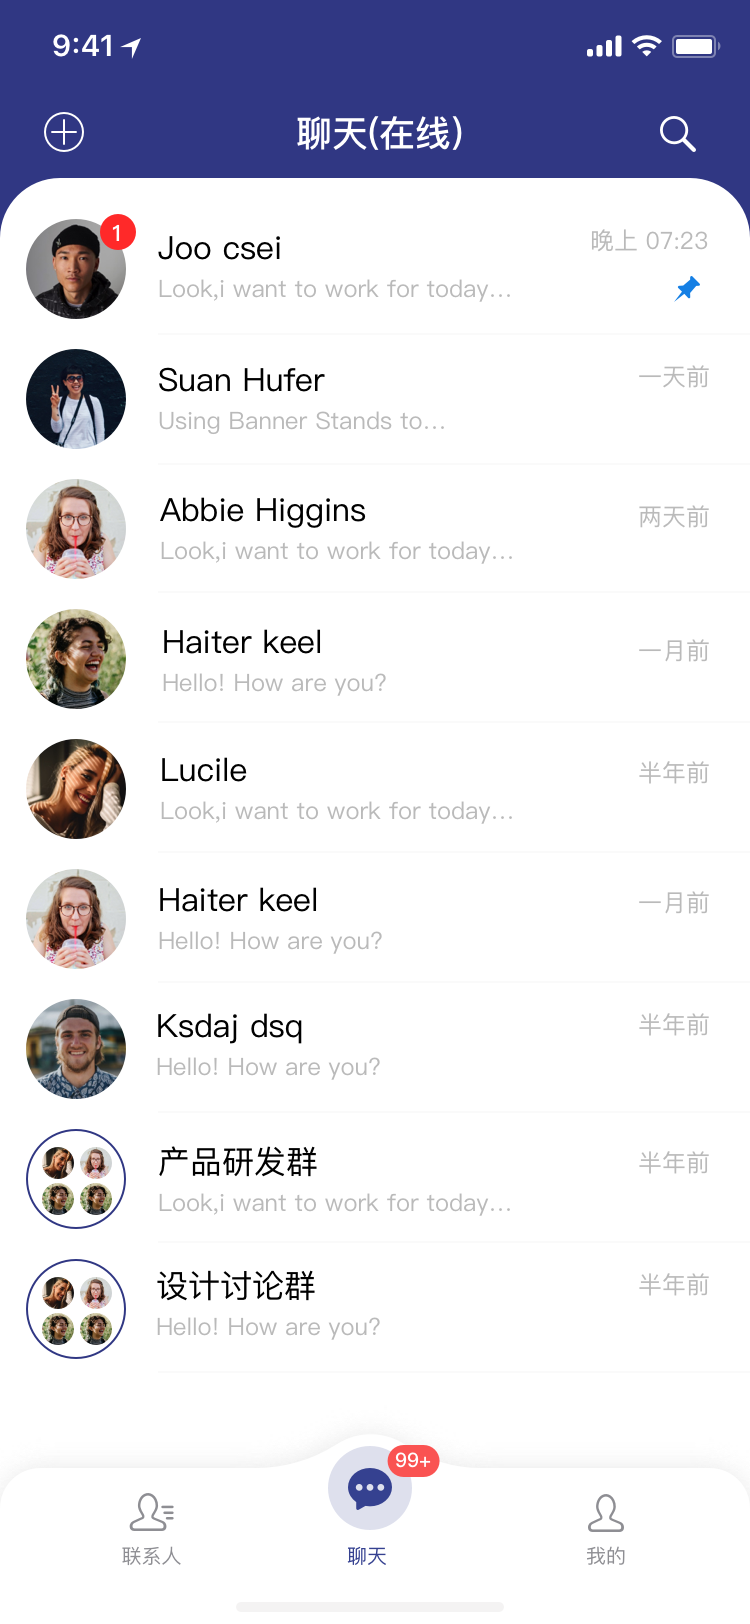 9:41
聊天(在线)
1
Joo csei
晚上 07:23
Look,i want to work for today...
Suan Hufer
一天前
Using Banner Stands to...
Abbie Higgins
两天前
Look,i want to work for today...
Haiter keel
一月前
Hello! How are you?
Lucile
半年前
Look,i want to work for today...
Haiter keel
一月前
Hello! How are you?
Ksdaj dsq
半年前
Hello! How are you?
产品研发群
半年前
Look,i want to work for today...
设计讨论群
半年前
Hello! How are you?
99+
联系人
聊天
我的